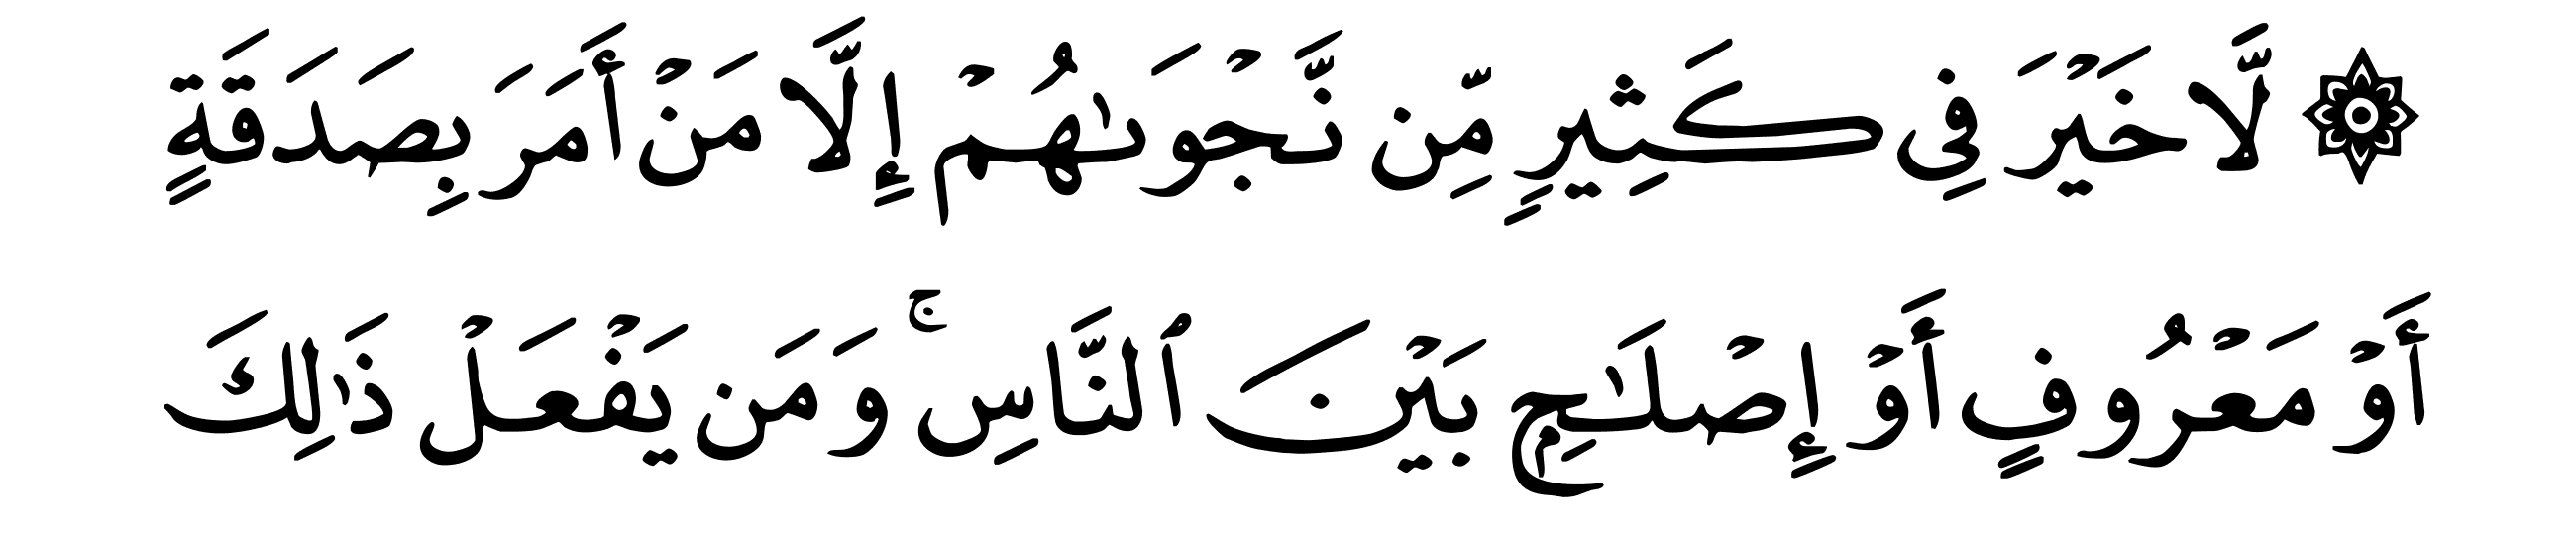 ۞ لَّا خَيْرَ فِي كَثِيرٍ مِّن نَّجْوَىٰهُمْ إِلَّا مَنْ أَمَرَ بِصَدَقَةٍ
أَوْ مَعْرُوفٍ أَوْ إِصْلَـٰحِۭ بَيْنَ ٱلنَّاسِ ۚ وَمَن يَفْعَلْ ذَٰلِكَ